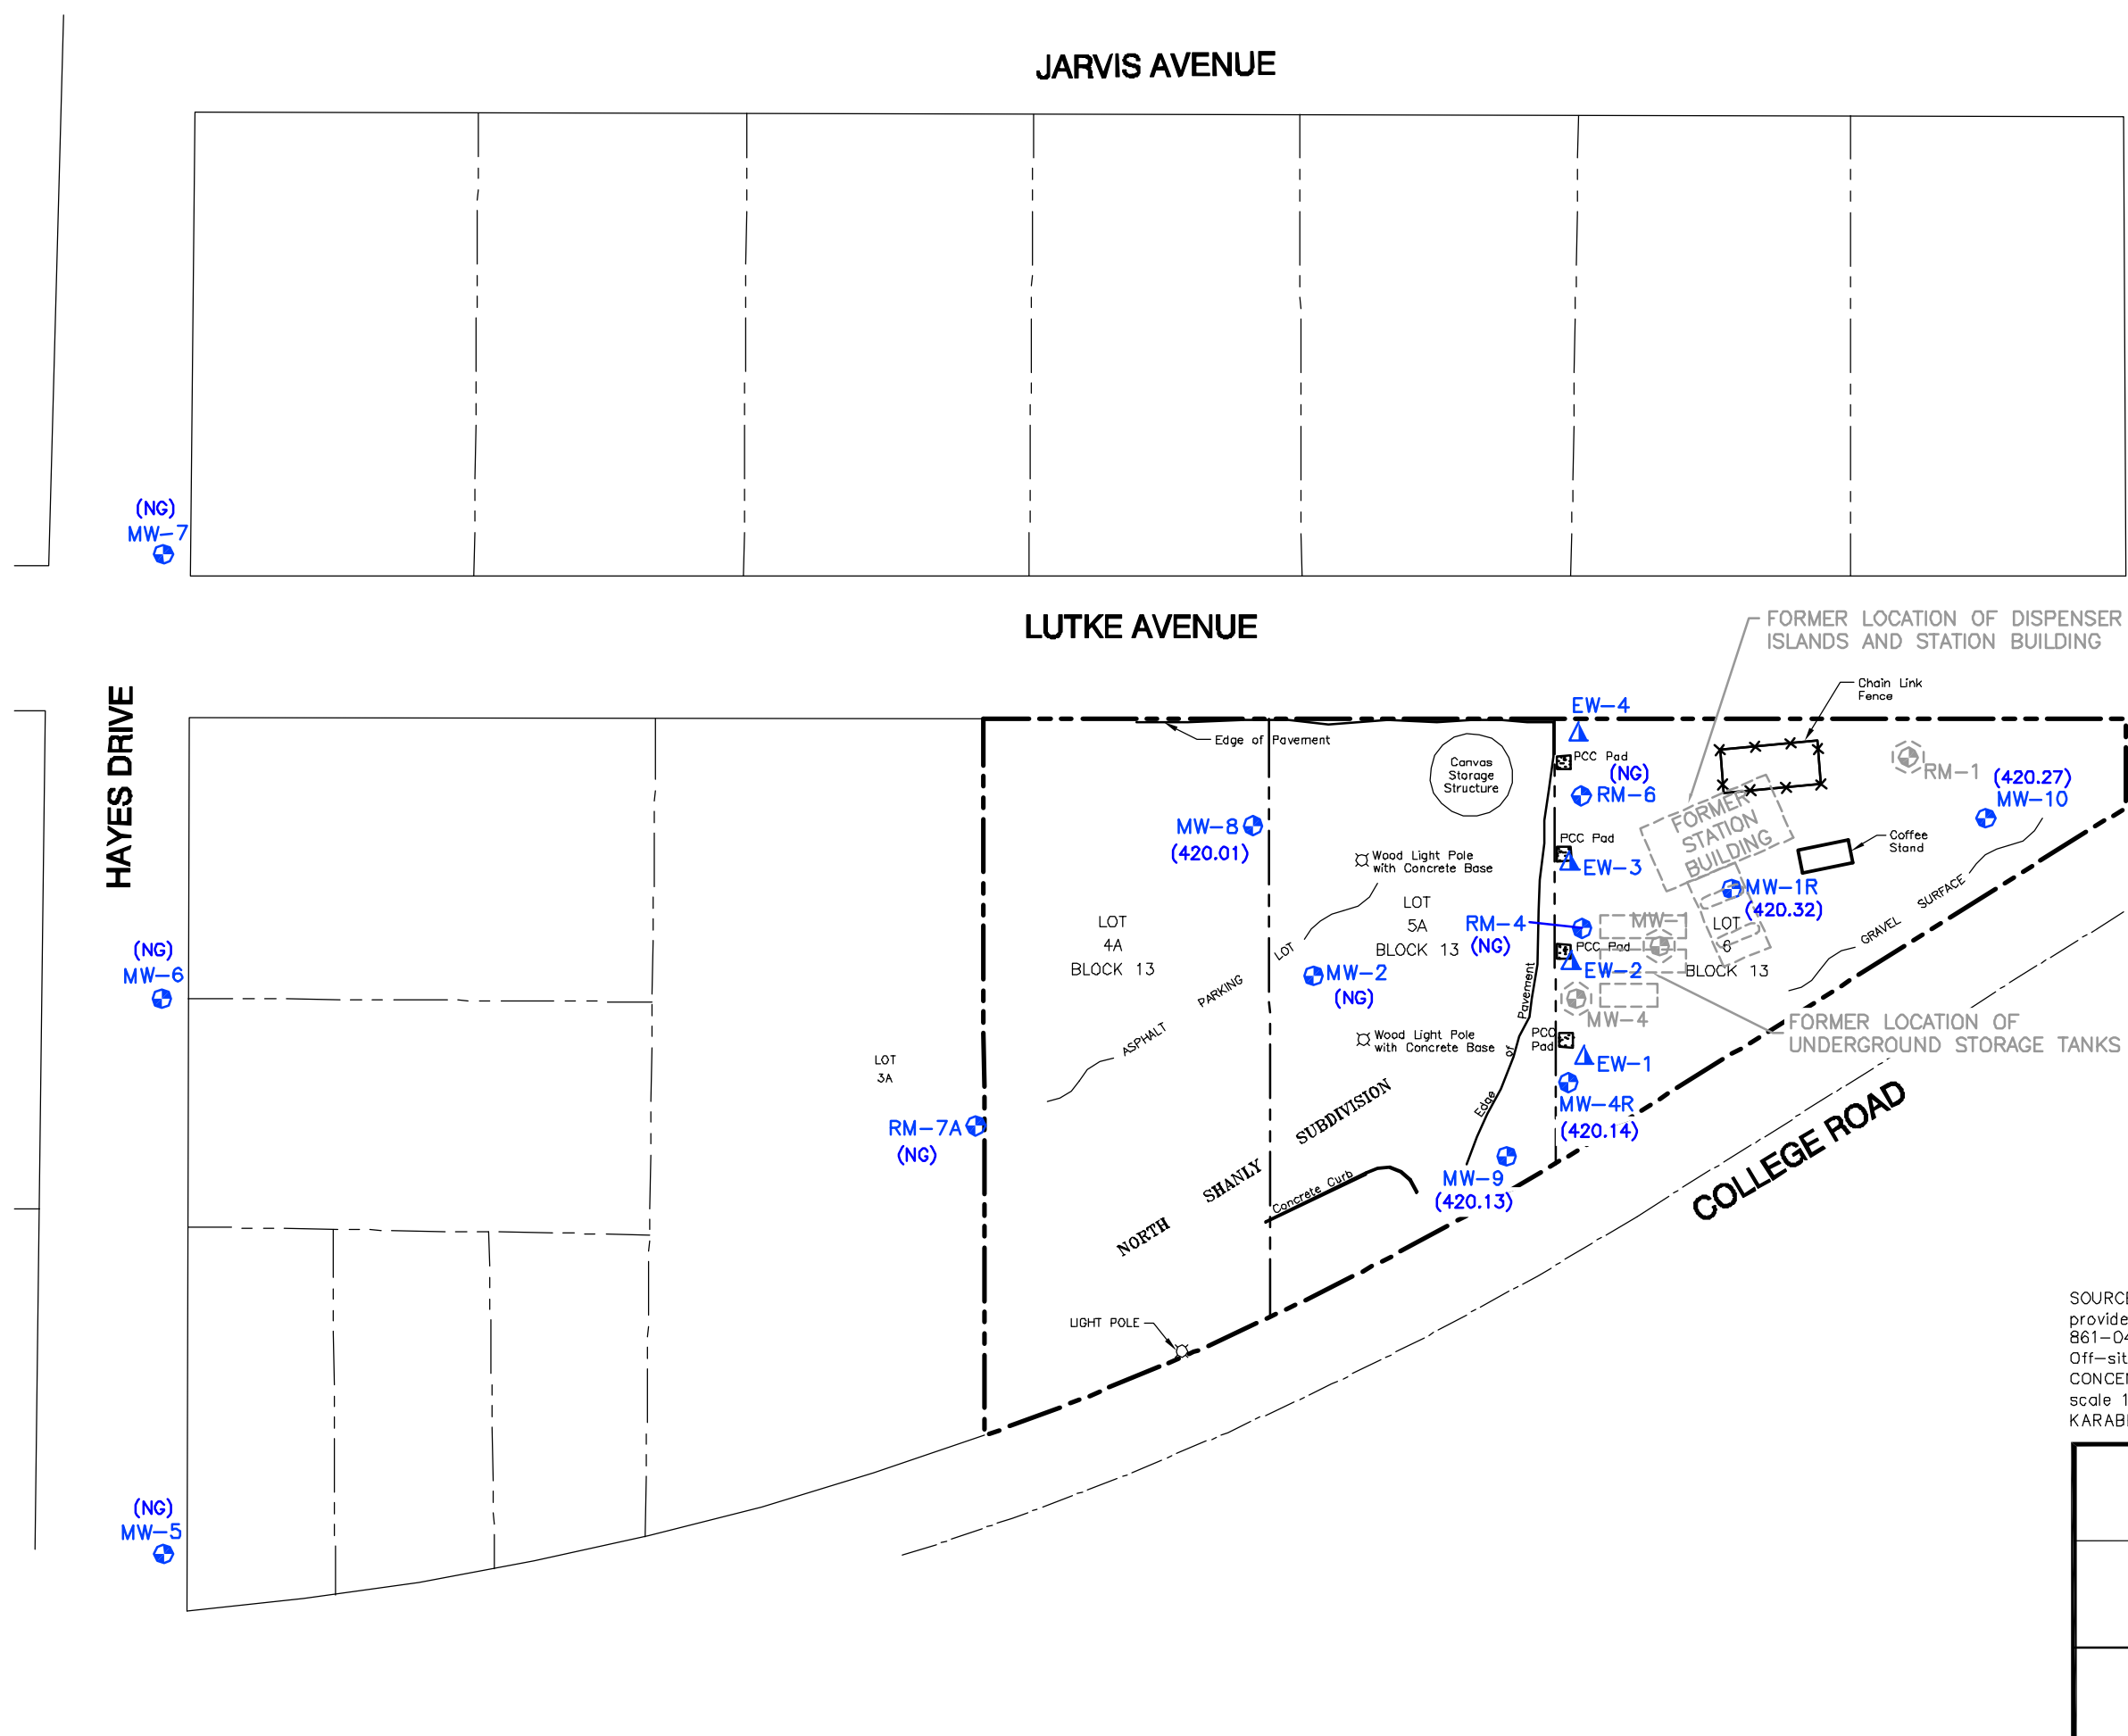 JARVIS AVENUE
(NG)
MW-7
LUTKE AVENUE
FORMER LOCATION OF DISPENSER
ISLANDS AND STATION BUILDING
Chain Link
Fence
HAYES DRIVE
EW-4
Edge of Pavement
Canvas
Storage
Structure
PCC Pad
(NG)
RM-6
RM-1
(420.27)
MW-10
FORMER
STATION
BUILDING
MW-8
(420.01)
PCC Pad
EW-3
Coffee
Stand
Wood Light Pole
with Concrete Base
MW-1R
(420.32)
LOT
4A
BLOCK 13
LOT
5A
BLOCK 13
RM-4
(NG)
MW-1
LOT
6
BLOCK 13
GRAVEL SURFACE
PCC Pad
EW-2
(NG)
MW-6
MW-2
(NG)
ASPHALT PARKING LOT
MW-4
FORMER LOCATION OF
UNDERGROUND STORAGE TANKS
Wood Light Pole
with Concrete Base
PCC
Pad
Edge of Pavement
EW-1
LOT
3A
MW-4R
(420.14)
RM-7A
(NG)
NORTH SHANLY SUBDIVISION
Concrete Curb
MW-9
(420.13)
COLLEGE ROAD
LIGHT POLE
(NG)
MW-5
861-04
Off-sit
scale 1